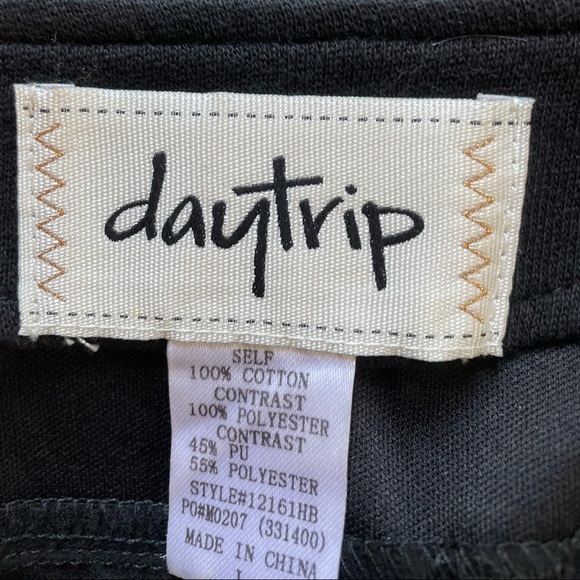 daytrip
SELF
100% COTTON
CONTRAST
100% POLYESTER
CONTRAST
45% PU
55% POLYESTER
STYLE#12161HB
PO#M0207 (331400)
MADE IN CHINA
L